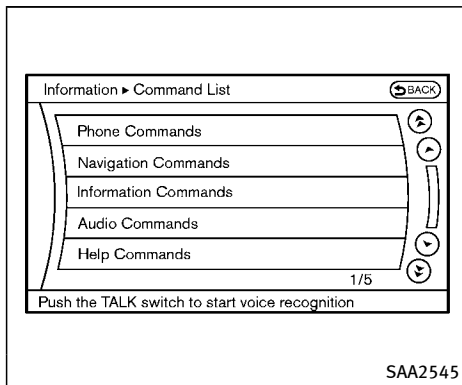 Information ▸ Command List
BACK
Phone Commands
Navigation Commands
Information Commands
Audio Commands
Help Commands
1/5
Push the TALK switch to start voice recognition
SAA2545